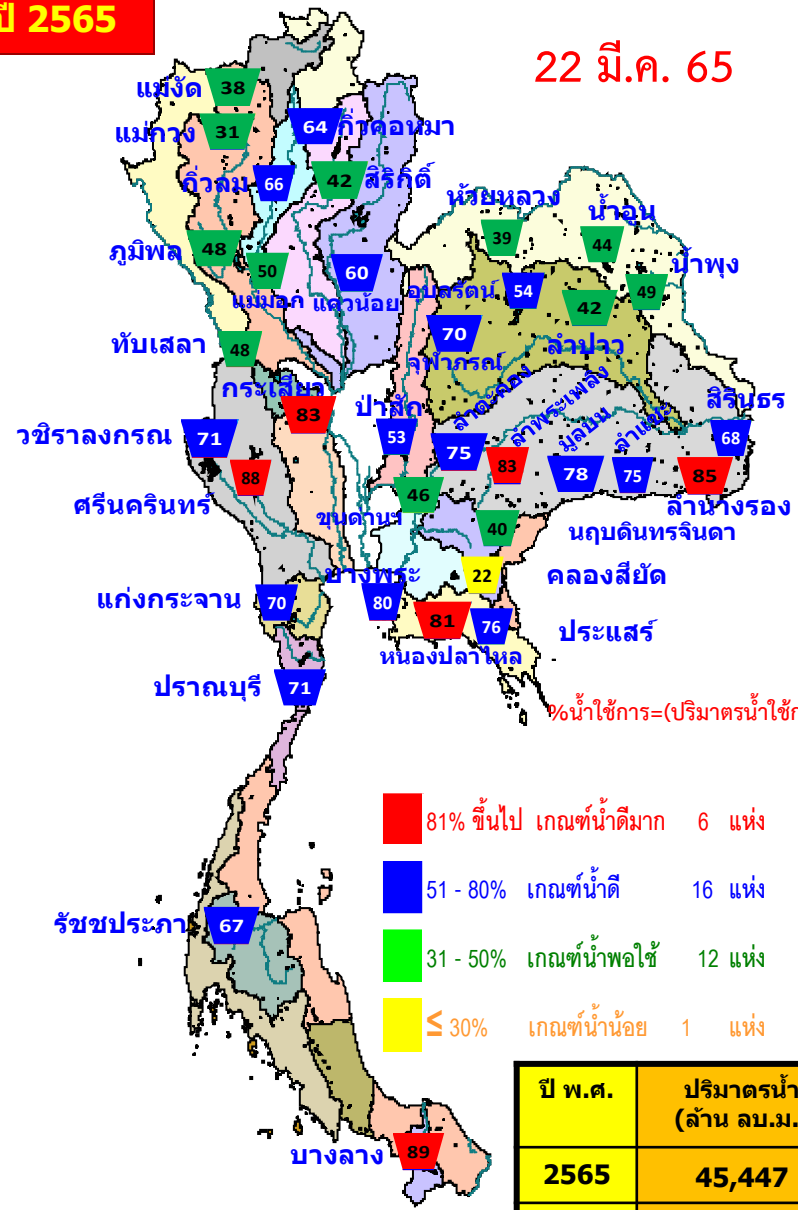 ปี 2565
22 มี.ค. 65
แม่งัด 38
แม่กวง 31
64 กิ่วคอหมา
กิ่วลม 66
42 สิริกิติ์
ห้วยหลวง 39
น้ำอูน 44
ภูมิพล 48
50 แม่มอก
60 แควน้อย
น้ำพุง 49
อุบลรัตน์ 54
42 ลำปาว
70 จุฬาภรณ์
ทับเสลา 48
กระเสียว 83
ป่าสัก 53
ลำตะคอง 75
ลำพระเพลิง 83
มูลบน 78
ลำแซะ 75
สิรินธร 68
วชิราลงกรณ 71
88
ศรีนครินทร์
85 ลำนางรอง
46
ขุนด่านฯ
40 นฤบดินทรจินดา
บางพระ 80
22 คลองสียัด
แก่งกระจาน 70
81 หนองปลาไหล
76 ประแสร์
ปราณบุรี 71
%น้ำใช้การ=(ปริมาตรน้ำใช้ก
81% ขึ้นไป เกณฑ์น้ำดีมาก 6 แห่ง
51 - 80% เกณฑ์น้ำดี 16 แห่ง
รัชชประภา 67
31 - 50% เกณฑ์น้ำพอใช้ 12 แห่ง
≤ 30% เกณฑ์น้ำน้อย 1 แห่ง
ปี พ.ศ. ปริมาตรน้ำ
(ล้าน ลบ.ม.
บางลาง 89
2565 45,447